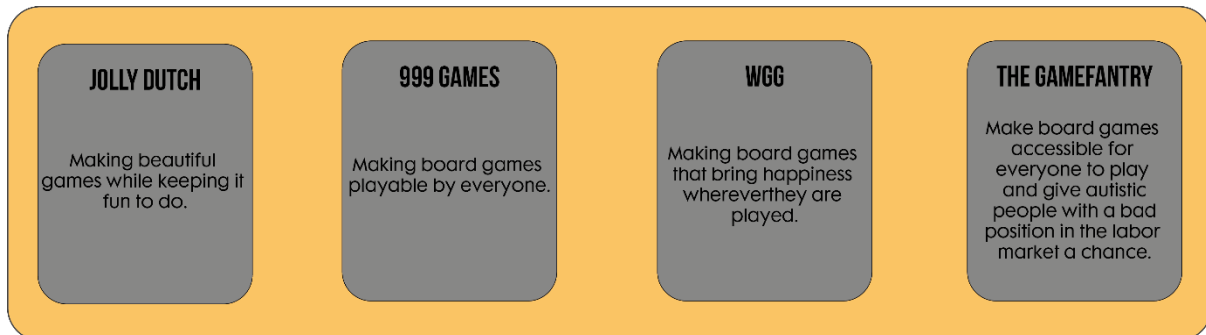 JOLLY DUTCH
Making beautiful
games while keeping it
fun to do.
999 GAMES
Making board games
playable by everyone.
WGG
Making board games
that bring happiness
whereverthey are
played.
THE GAMEFANTRY
Make board games
accessible for
everyone to play
and give autistic
people with a bad
position in the labor
market a chance.